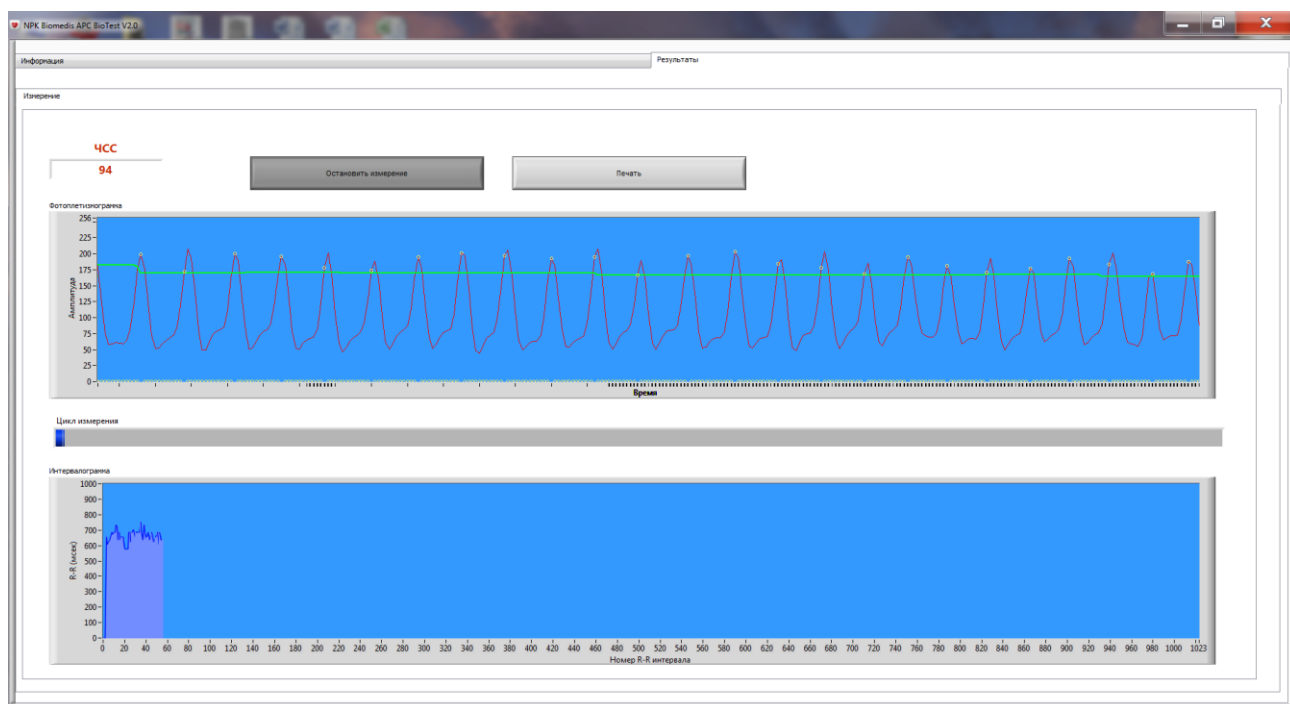 NPK Biomedis APC BioTest V2.0
Информация
Результаты
Измерение
ЧСС
94
Остановить измерение
Печать
Фотоплетизмограмма
256
225
200
175
150
125
100
75
50
25
0
Амплитуда
Время
Цикл измерения
Интервалограмма
1000
900
800
700
600
500
400
300
200
100
0
R-R (мсек)
0 20 40 60 80 100 120 140 160 180 200 220 240 260 280 300 320 340 360 380 400 420 440 460 480 500 520 540 560 580 600 620 640 660 680 700 720 740 760 780 800 820 840 860 880 900 920 940 960 980 1000 1023
Номер R-R интервала